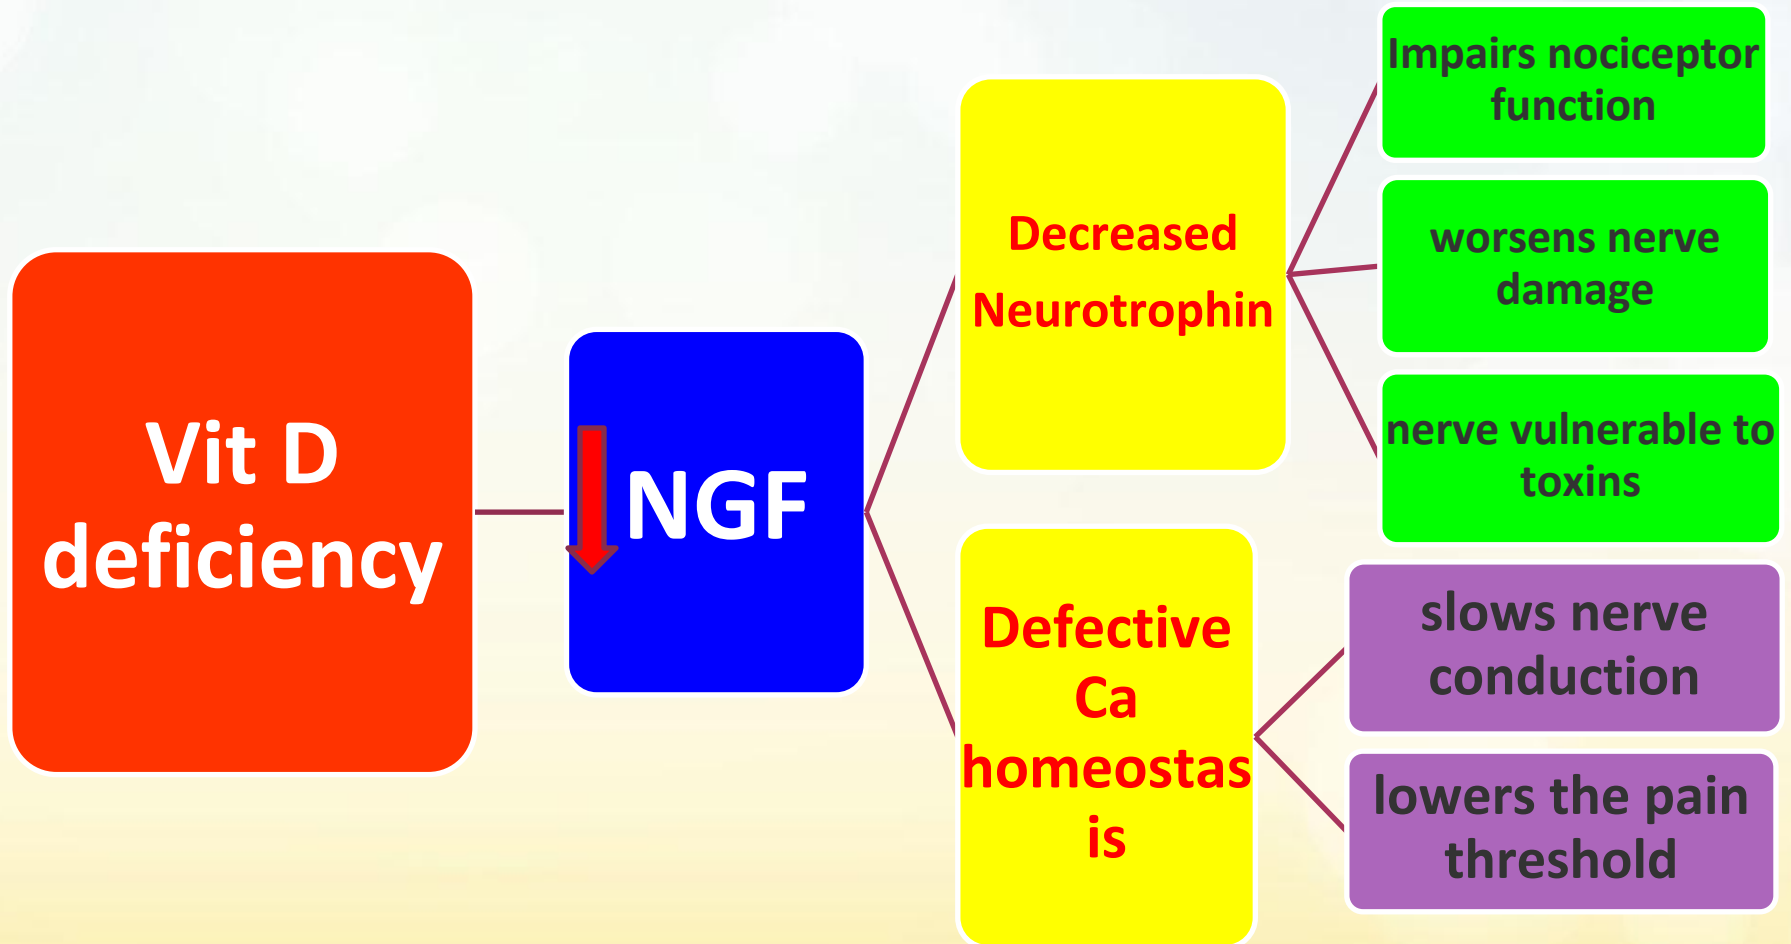 Vit D
deficiency
NGF
Decreased
Neurotrophin
Impairs nociceptor
function
worsens nerve
damage
nerve vulnerable to
toxins
Defective
Ca
homeostas
is
slows nerve
conduction
lowers the pain
threshold